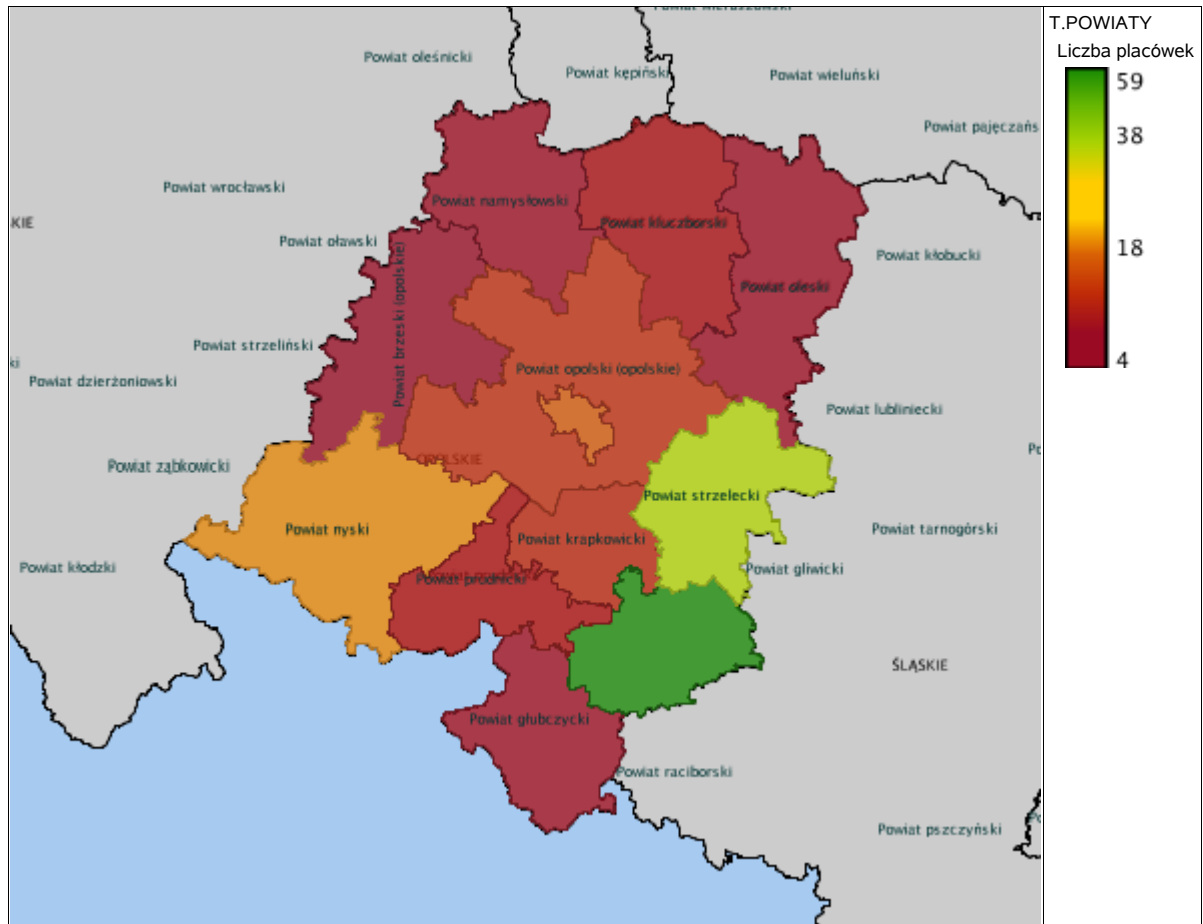 T.POWIATY
Liczba placówek
59
38
18
4
Powiat oleśnicki
Powiat kępiński
Powiat wieluński
Powiat pajęczańs
Powiat wrocławski
Powiat namysłowski
Powiat kluczborski
KIE
Powiat oławski
Powiat kłobucki
Powiat oleski
Powiat brzeski (opolskie)
Powiat strzeliński
ki
Powiat opolski (opolskie)
Powiat dzierżoniowski
Powiat lubliniecki
OPOLSKIE
Powiat ząbkowicki
Powiat strzelecki
Powiat nyski
Powiat tarnogórski
Powiat krapkowicki
Powiat kłodzki
Powiat gliwicki
Powiat prudnicki
ŚLĄSKIE
Powiat głubczycki
Powiat raciborski
Powiat pszczyński